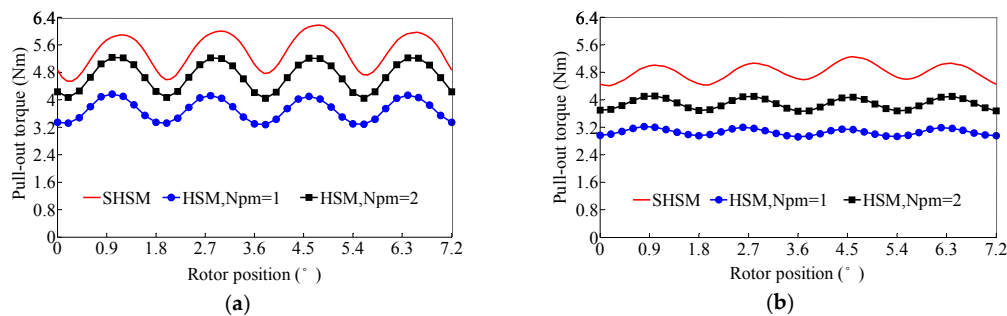 6.4
5.6
4.8
4
3.2
2.4
1.6
0.8
0
Pull-out torque (Nm)
SHSM
HSM,Npm=1
HSM,Npm=2
0 0.9 1.8 2.7 3.6 4.5 5.4 6.3 7.2
Rotor position (°)
(a)
6.4
5.6
4.8
4
3.2
2.4
1.6
0.8
0
Pull-out torque (Nm)
SHSM
HSM,Npm=1
HSM,Npm=2
0 0.9 1.8 2.7 3.6 4.5 5.4 6.3 7.2
Rotor position (°)
(b)